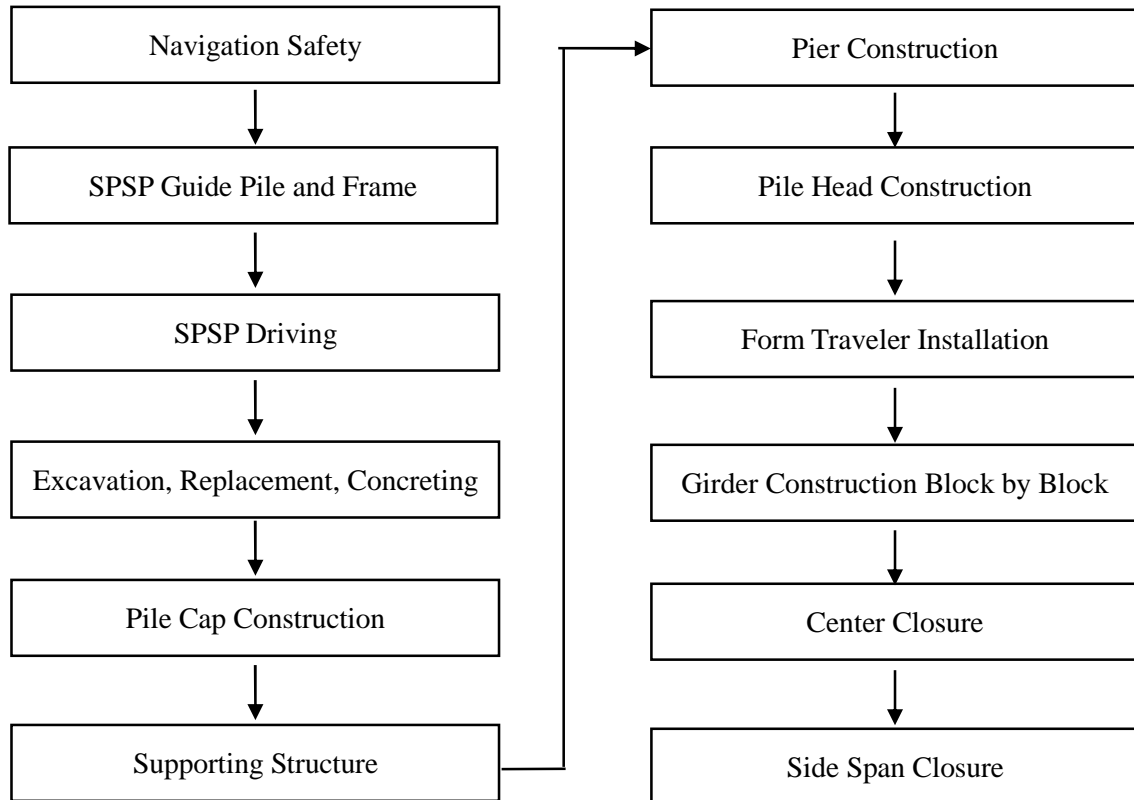 Navigation Safety
SPSP Guide Pile and Frame
SPSP Driving
Excavation, Replacement, Concreting
Pile Cap Construction
Supporting Structure
Pier Construction
Pile Head Construction
Form Traveler Installation
Girder Construction Block by Block
Center Closure
Side Span Closure